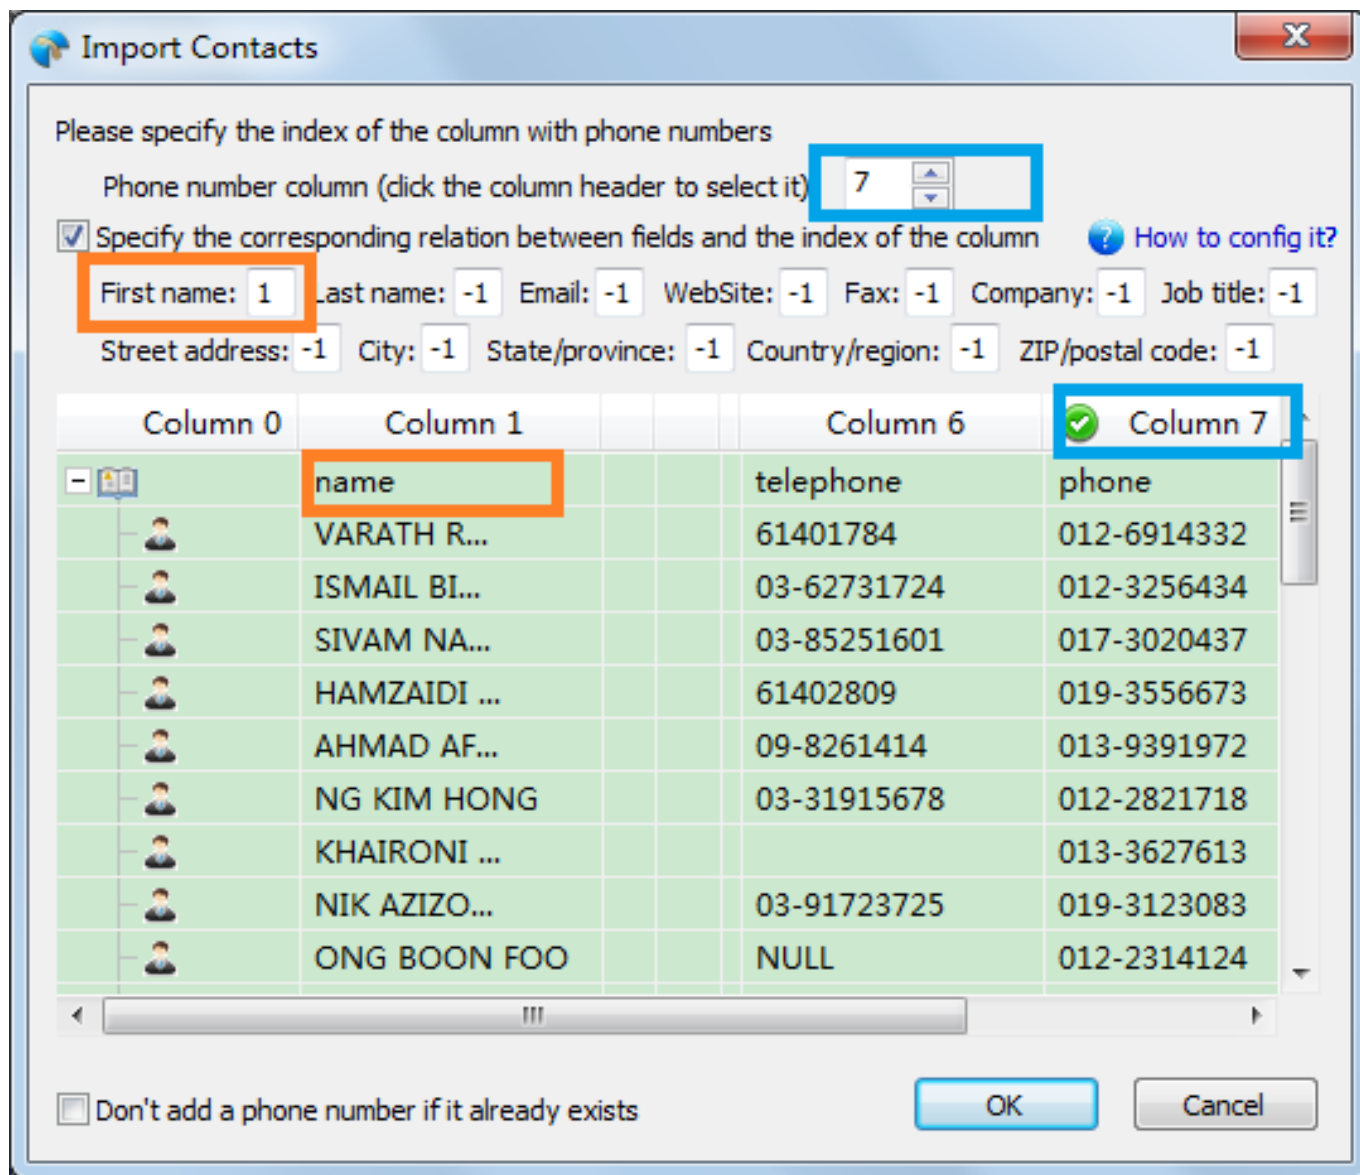 Import Contacts
Please specify the index of the column with phone numbers
Phone number column (click the column header to select it) 7
Specify the corresponding relation between fields and the index of the column ? How to config it?
First name: 1 Last name: -1 Email: -1 WebSite: -1 Fax: -1 Company: -1 Job title: -1
Street address: -1 City: -1 State/province: -1 Country/region: -1 ZIP/postal code: -1
Column 0 Column 1 Column 6 Column 7
name telephone phone
VARATH R... 61401784 012-6914332
ISMAIL BI... 03-62731724 012-3256434
SIVAM NA... 03-85251601 017-3020437
HAMZAIDI ... 61402809 019-3556673
AHMAD AF... 09-8261414 013-9391972
NG KIM HONG 03-31915678 012-2821718
KHAIRONI ... 013-3627613
NIK AZIZO... 03-91723725 019-3123083
ONG BOON FOO NULL 012-2314124
Don't add a phone number if it already exists OK Cancel